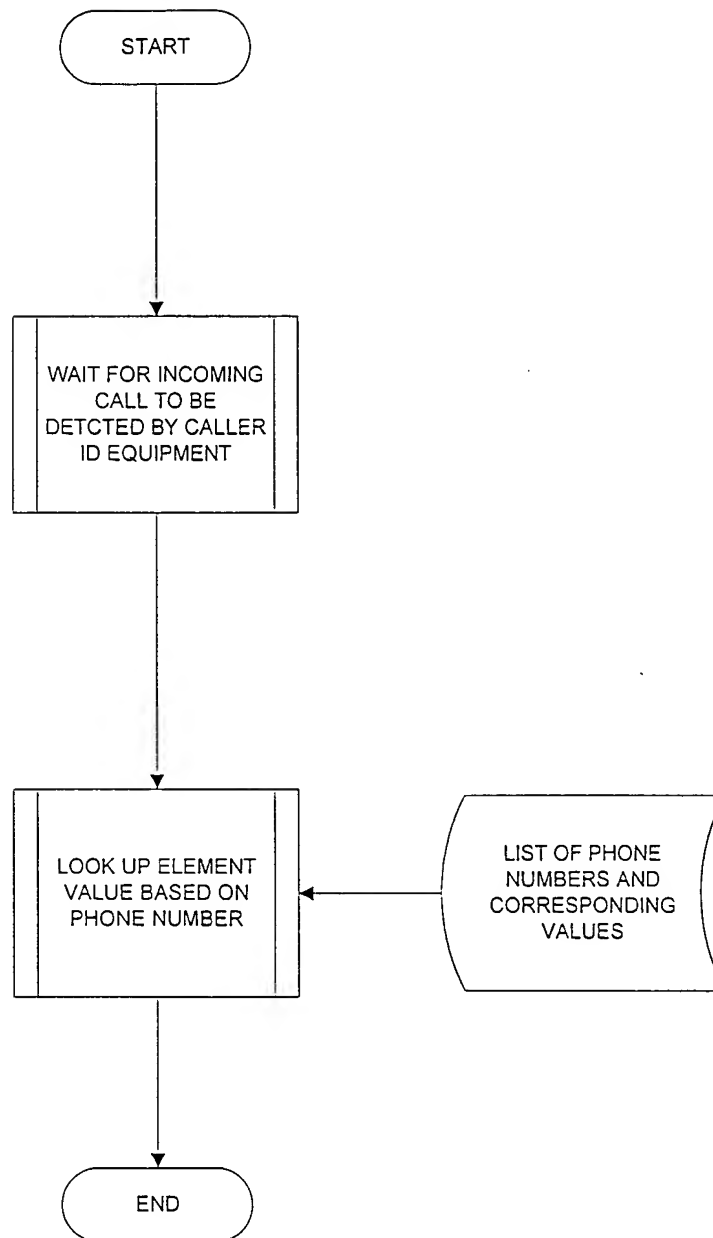 START
WAIT FOR INCOMING
CALL TO BE
DETCTED BY CALLER
ID EQUIPMENT
LOOK UP ELEMENT
VALUE BASED ON
PHONE NUMBER
LIST OF PHONE
NUMBERS AND
CORRESPONDING
VALUES
END